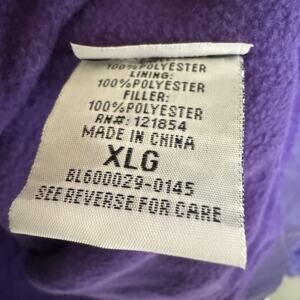 100% POLYESTER
LINING:
100% POLYESTER
FILLER:
100% POLYESTER
RN#: 121854
MADE IN CHINA
XLG
BL600029-0145
SEE REVERSE FOR CARE